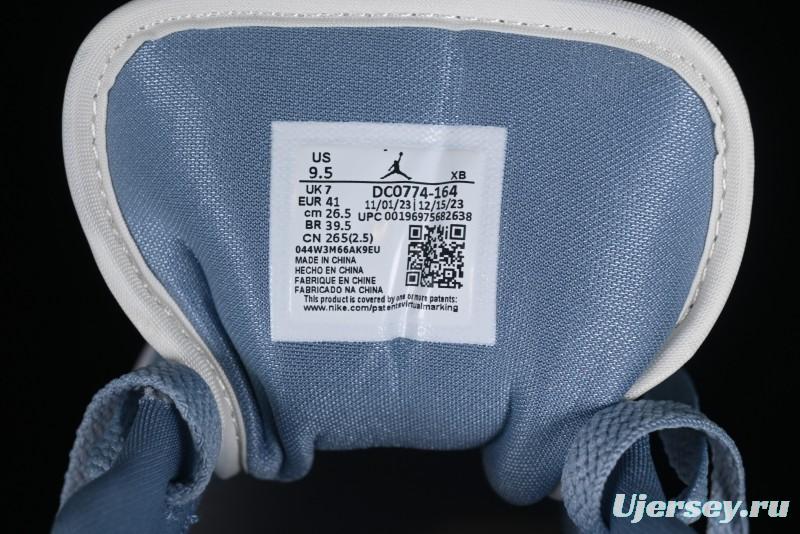 US
9.5 XB
UK 7 DC0774-164
EUR 41 11/01/23 | 12/15/23
cm 26.5 UPC 00196975682638
BR 39.5
CN 265(2.5)
044W3M66AK9EU
MADE IN CHINA
HECHO EN CHINA
FABRIQUE EN CHINE
FABRICADO NA CHINA
This product is covered by one or more patents:
www.nike.com/patentsvirtualmarking
Ujersey.ru